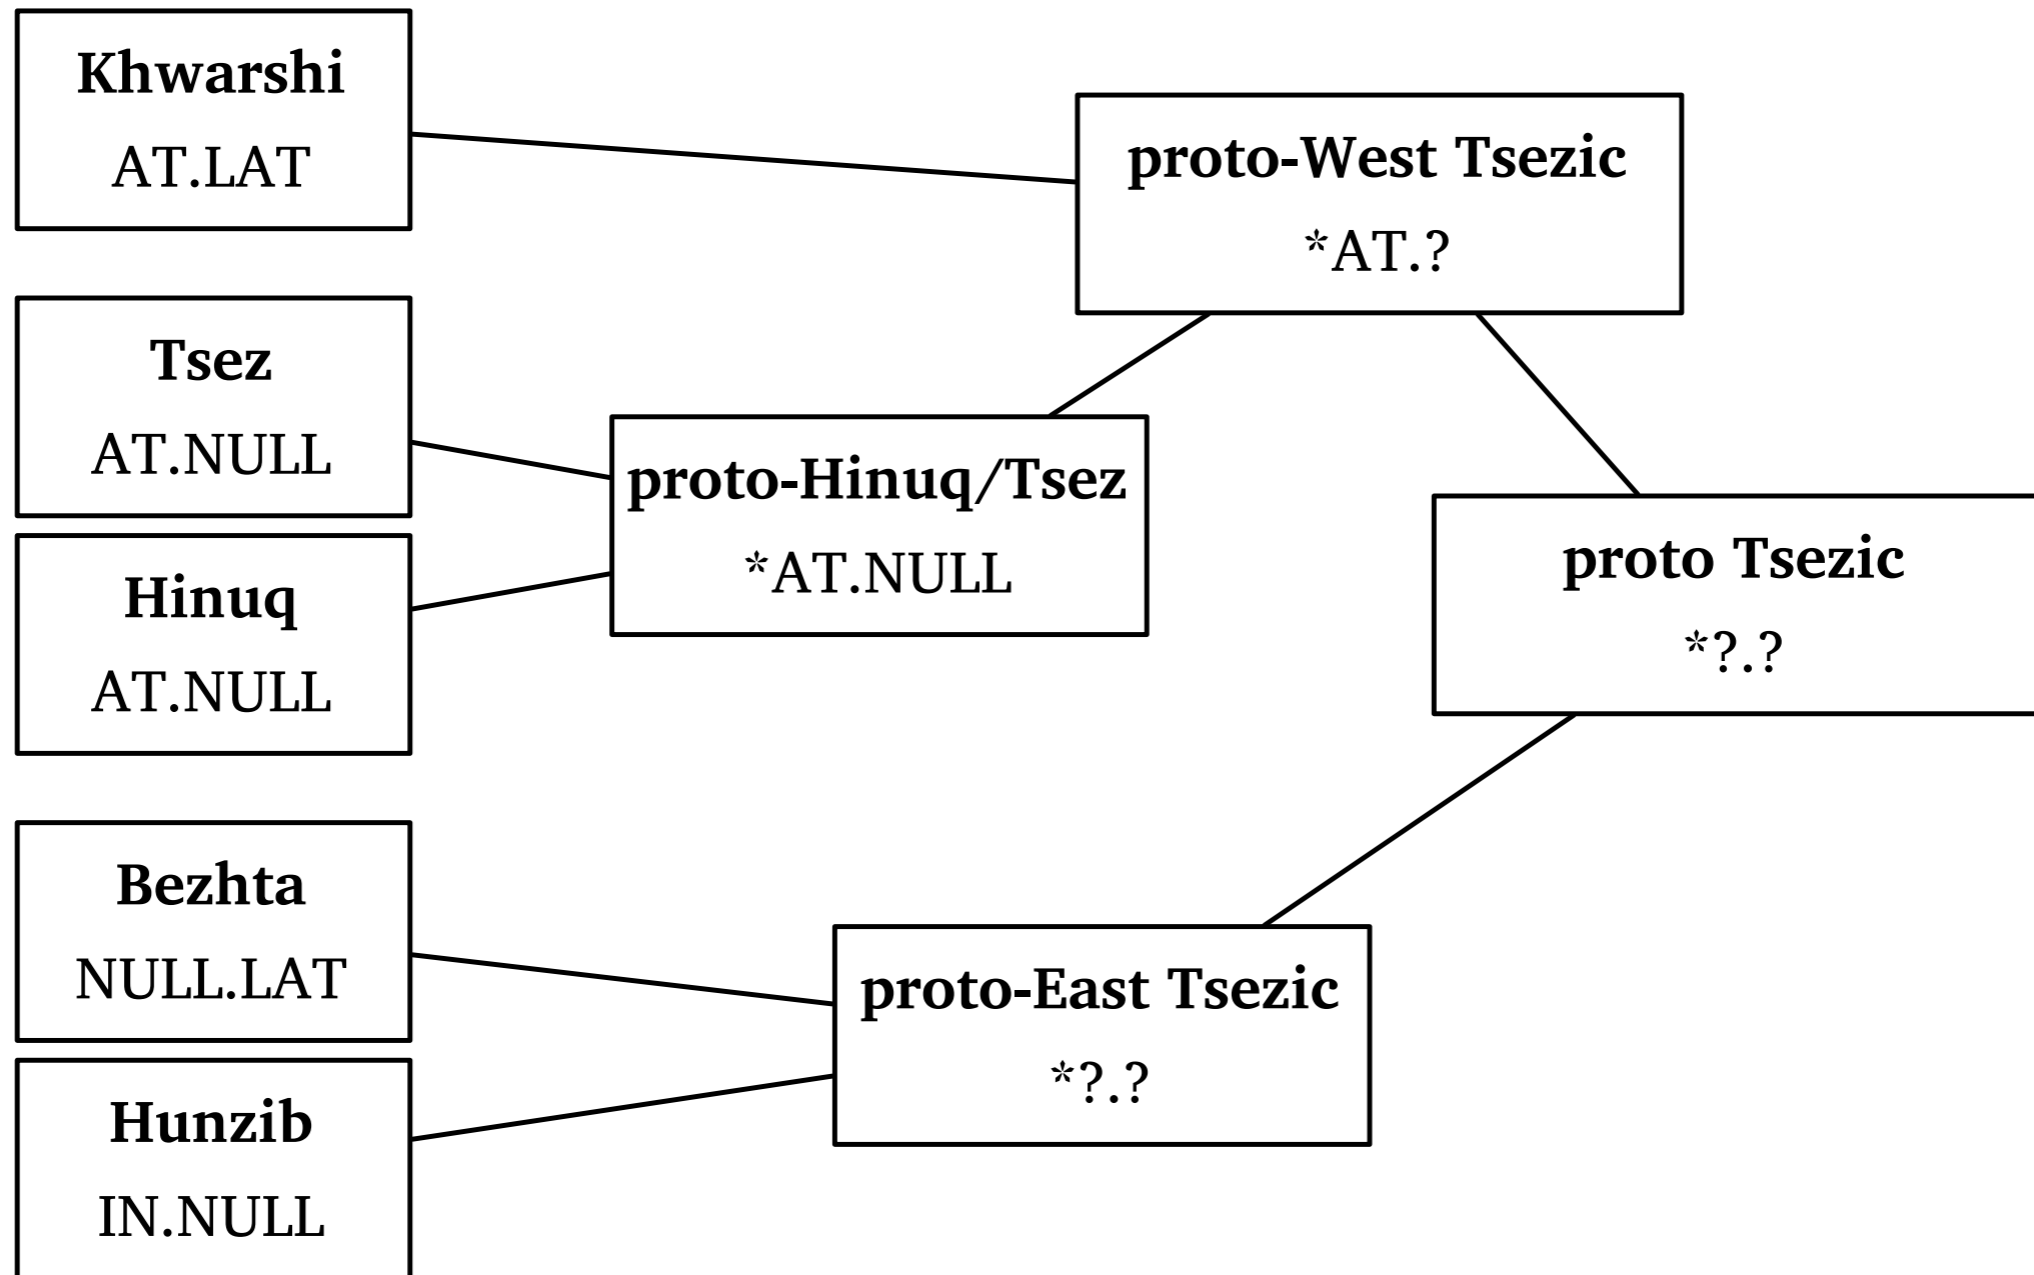 Khwarshi
AT.LAT
proto-West Tsezic
*AT.?
Tsez
AT.NULL
proto-Hinuq/Tsez
*AT.NULL
Hinuq
AT.NULL
proto Tsezic
*?.?
Bezhta
NULL.LAT
proto-East Tsezic
*?.?
Hunzib
IN.NULL